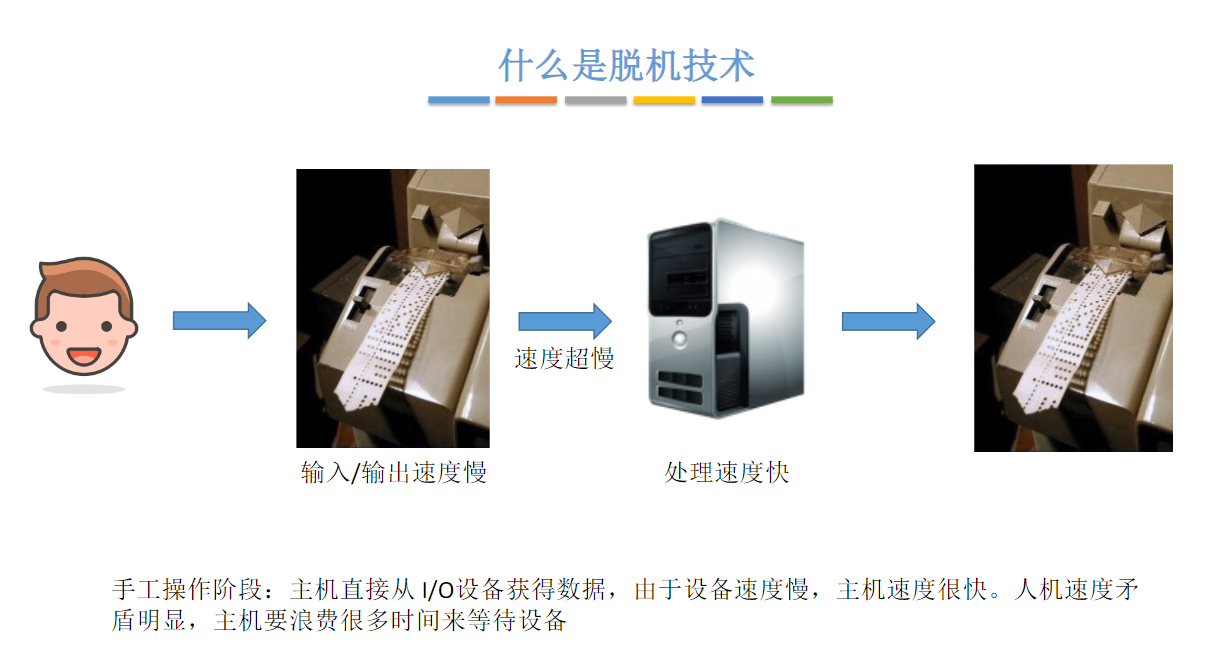 什么是脱机技术
速度超慢
输入/输出速度慢
处理速度快
手工操作阶段：主机直接从 I/O设备获得数据，由于设备速度慢，主机速度很快。人机速度矛
盾明显，主机要浪费很多时间来等待设备